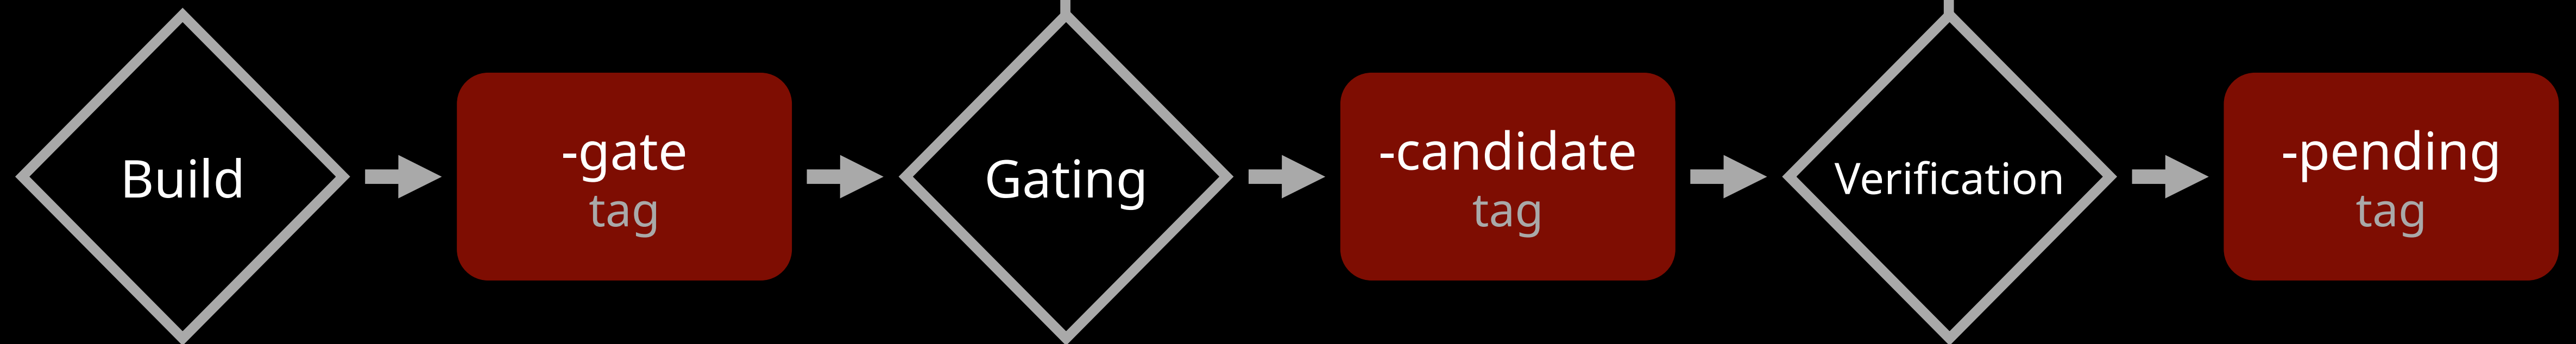 Build
-gate
tag
Gating
-candidate
tag
Verification
-pending
tag